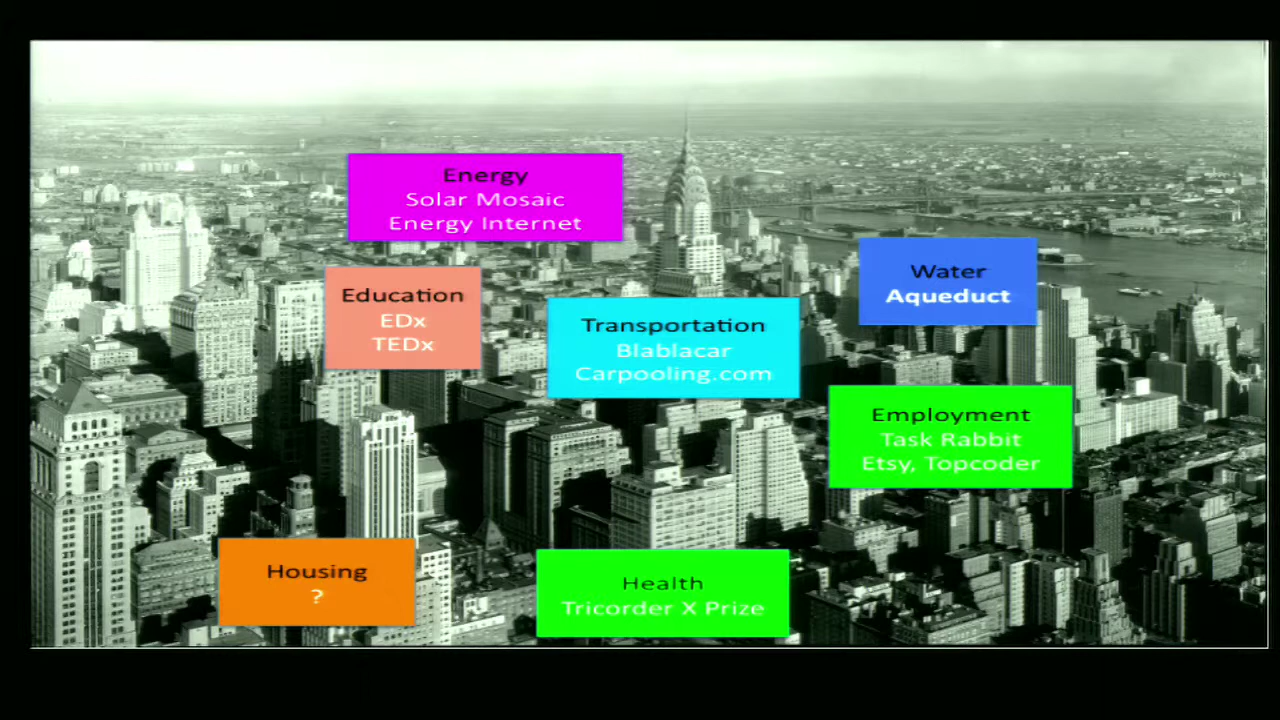 Energy
Solar Mosaic
Energy Internet
Education
EDx
TEDx
Transportation
Blablacar
Carpooling.com
Water
Aqueduct
Employment
Task Rabbit
Etsy, Topcoder
Housing
?
Health
Tricorder X Prize